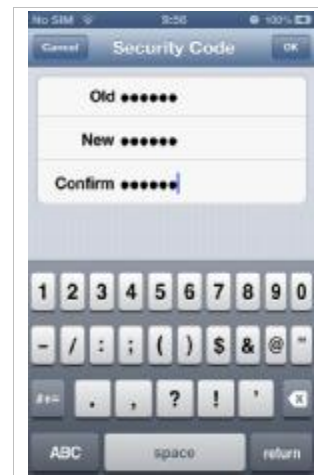 No SIM 9:56 100%
Cancel Security Code OK
Old ●●●●●●
New ●●●●●●
Confirm ●●●●●●
1 2 3 4 5 6 7 8 9 0
- / : ; ( ) $ & @ "
#+= . , ? ! '
ABC space return